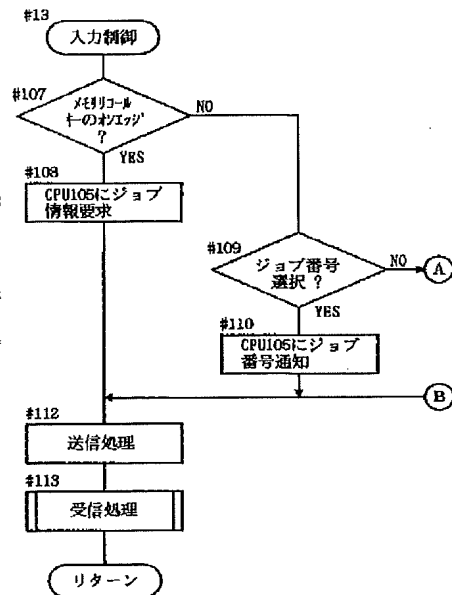 #13
入力制御
#107
メモリリコール
キーのオンエッジ
?
NO
YES
#108
CPU105にジョブ
情報要求
#109
ジョブ番号
選択 ?
NO
A
YES
#110
CPU105にジョブ
番号通知
B
#112
送信処理
#113
受信処理
リターン